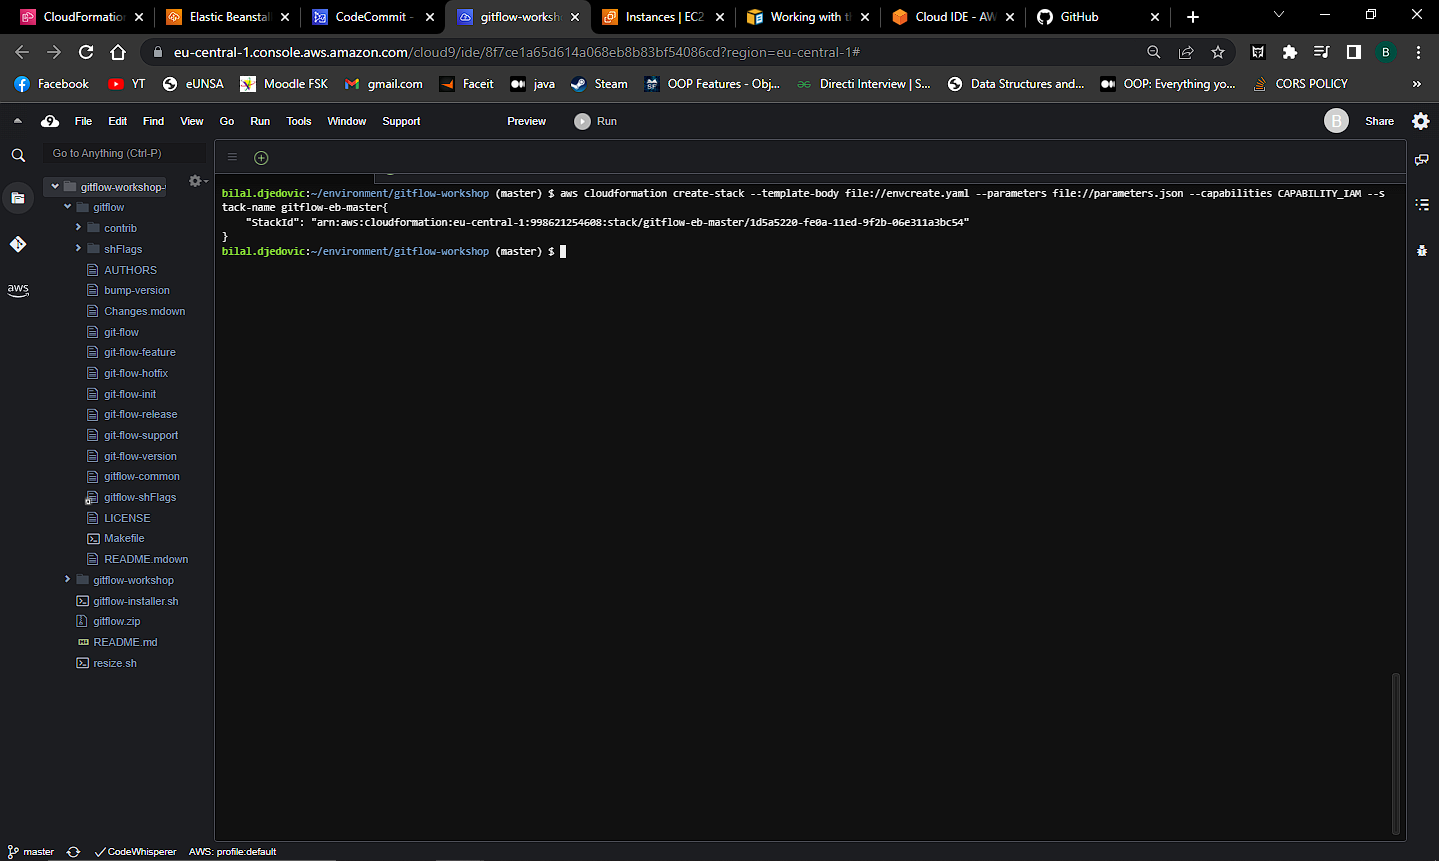 CloudFormation
Elastic Beanstal
CodeCommit -
gitflow-worksh
Instances | EC2
Working with t
Cloud IDE - AW
GitHub
eu-central-1.console.aws.amazon.com/cloud9/ide/8f7ce1a65d614a068eb8b83bf54086cd?region=eu-central-1#
B
Facebook
YT
eUNSA
Moodle FSK
gmail.com
Faceit
java
Steam
OOP Features - Obj...
Directi Interview | S...
Data Structures and...
OOP: Everything yo...
CORS POLICY
»
9
File
Edit
Find
View
Go
Run
Tools
Window
Support
Preview
Run
B
Share
Go to Anything (Ctrl-P)
gitflow-workshop-
gitflow
contrib
shFlags
AUTHORS
bump-version
Changes.mdown
git-flow
git-flow-feature
git-flow-hotfix
git-flow-init
git-flow-release
git-flow-support
git-flow-version
gitflow-common
gitflow-shFlags
LICENSE
Makefile
README.mdown
gitflow-workshop
gitflow-installer.sh
gitflow.zip
README.md
resize.sh
aws
bilal.djedovic:~/environment/gitflow-workshop (master) $ aws cloudformation create-stack --template-body file://envcreate.yaml --parameters file://parameters.json --capabilities CAPABILITY_IAM --s
tack-name gitflow-eb-master{
"StackId": "arn:aws:cloudformation:eu-central-1:998621254608:stack/gitflow-eb-master/1d5a5220-fe0a-11ed-9f2b-06e311a3bc54"
}
bilal.djedovic:~/environment/gitflow-workshop (master) $
master
CodeWhisperer
AWS: profile:default